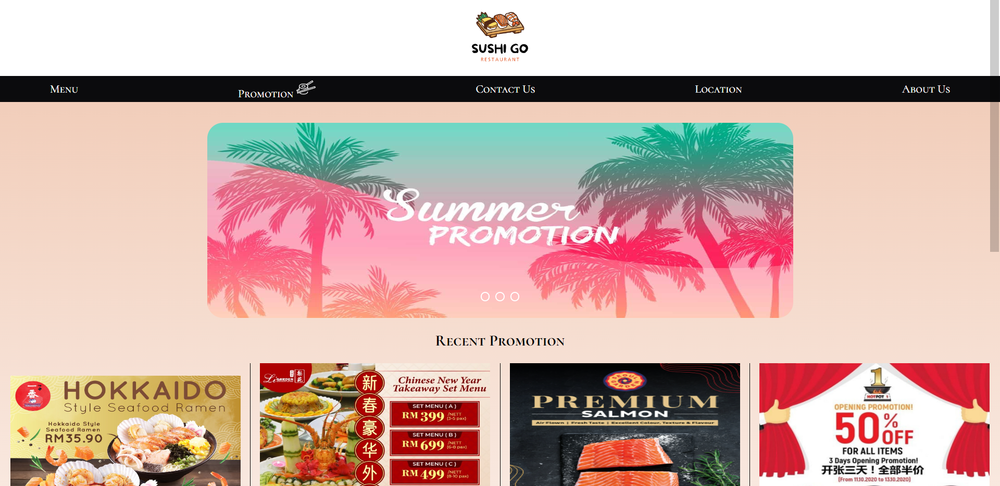 SUSHI GO
RESTAURANT
MENU
PROMOTION
CONTACT US
LOCATION
ABOUT US
Summer
PROMOTION
RECENT PROMOTION
一番
HOKKAIDO
Style Seafood Ramen
Hokkaido Style
Seafood Ramen
RM35.90
Li GARDEN
梨苑
新春豪华外
Chinese New Year
Takeaway Set Menu
SET MENU ( A )
RM 399 /NETT
(3-5 pax)
SET MENU ( B )
RM 699 /NETT
(6-8 pax)
SET MENU ( C )
RM 499 /NETT
(8-10 pax)
SEOUL GARDEN
PREMIUM
SALMON
Air Flown | Fresh Taste | Excellent Colour, Texture & Flavour
1
HOTPOT 1
OPENING PROMOTION!
50% OFF
FOR ALL ITEMS
3 Days Opening Promotion!
开张三天！全部半价
(From 11.10.2020 to 13.10.2020)